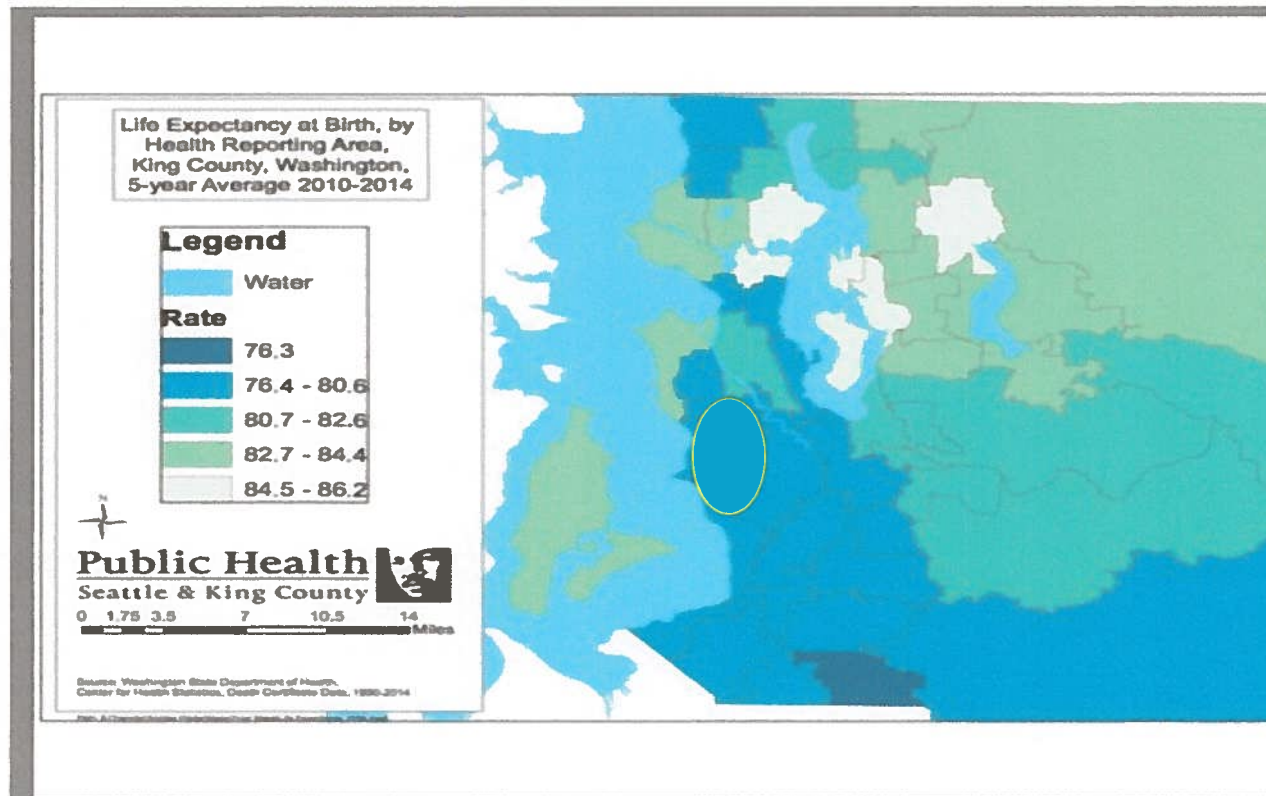 Life Expectancy at Birth, by
Health Reporting Area,
King County, Washington,
5-year Average 2010-2014
Legend
Water
Rate
76.3
76.4 - 80.6
80.7 - 82.6
82.7 - 84.4
84.5 - 86.2
N
Public Health
Seattle & King County
0 1.75 3.5 7 10.5 14
Miles
Source: Washington State Department of Health,
Center for Health Statistics, Death Certificate Data, 1990-2014